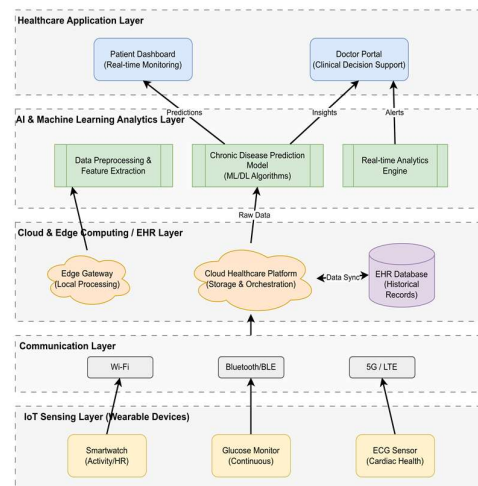 Healthcare Application Layer
Patient Dashboard
(Real-time Monitoring)
Doctor Portal
(Clinical Decision Support)
Predictions
Insights
Alerts
AI & Machine Learning Analytics Layer
Data Preprocessing &
Feature Extraction
Chronic Disease Prediction
Model
(ML/DL Algorithms)
Real-time Analytics
Engine
Raw Data
Cloud & Edge Computing / EHR Layer
Edge Gateway
(Local Processing)
Cloud Healthcare Platform
(Storage & Orchestration)
Data Sync
EHR Database
(Historical
Records)
Communication Layer
Wi-Fi
Bluetooth/BLE
5G / LTE
IoT Sensing Layer (Wearable Devices)
Smartwatch
(Activity/HR)
Glucose Monitor
(Continuous)
ECG Sensor
(Cardiac Health)